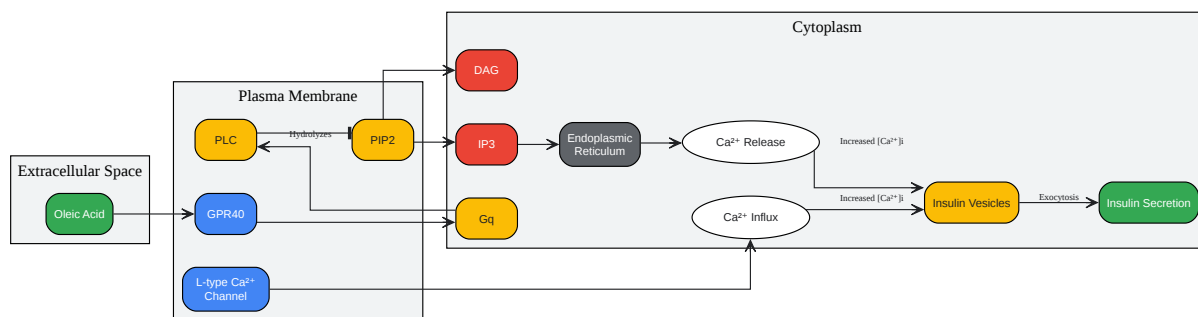 Cytoplasm
DAG
Plasma Membrane
PLC
Hydrolyzes
PIP2
IP3
Endoplasmic
Reticulum
Ca²⁺ Release
Increased [Ca²⁺]i
Extracellular Space
Oleic Acid
GPR40
Gq
Ca²⁺ Influx
Increased [Ca²⁺]i
Insulin Vesicles
Exocytosis
Insulin Secretion
L-type Ca²⁺
Channel